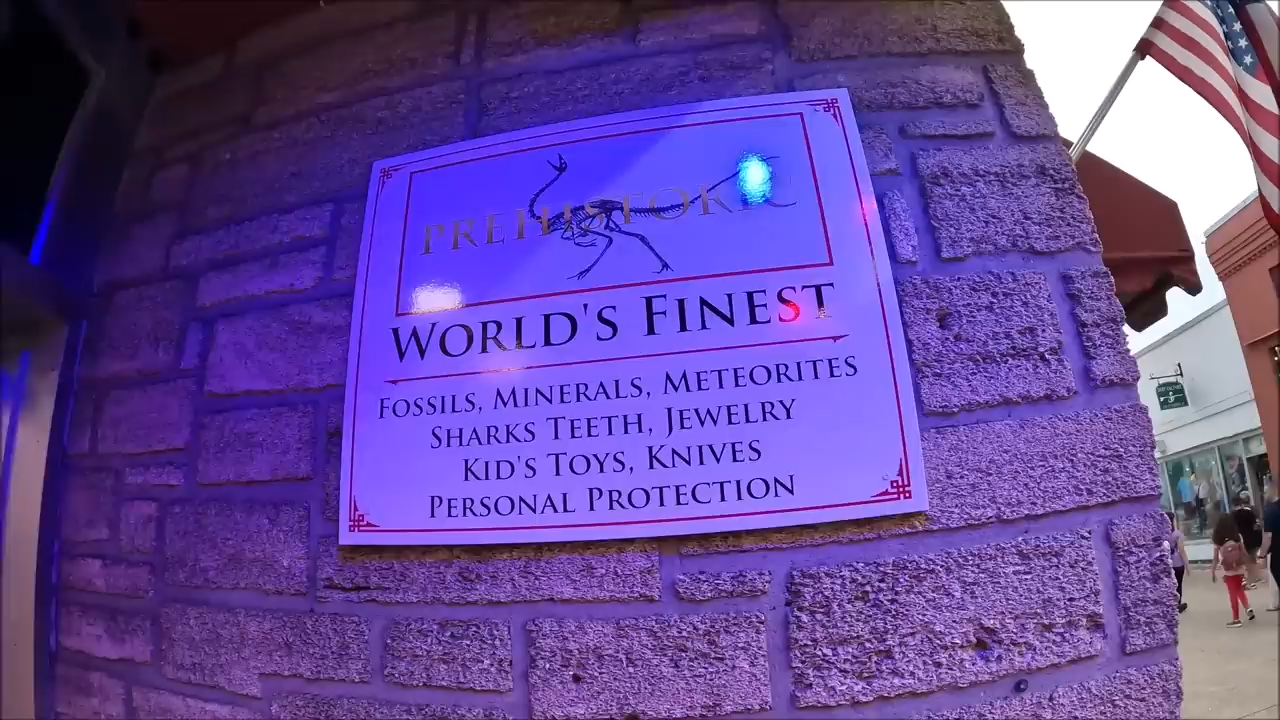 PREHISTORIC
WORLD'S FINEST
FOSSILS, MINERALS, METEORITES
SHARKS TEETH, JEWELRY
KID'S TOYS, KNIVES
PERSONAL PROTECTION